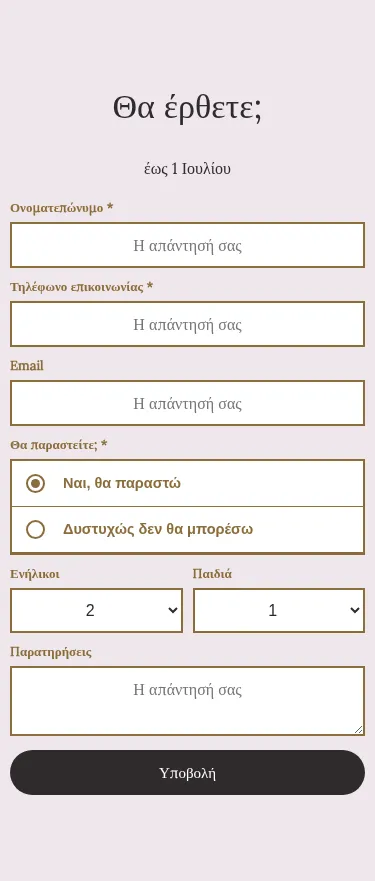 Θα έρθετε;
έως 1 Ιουλίου
Ονοματεπώνυμο *
Η απάντησή σας
Τηλέφωνο επικοινωνίας *
Η απάντησή σας
Email
Η απάντησή σας
Θα παραστείτε; *
Ναι, θα παραστώ
Δυστυχώς δεν θα μπορέσω
Ενήλικοι Παιδιά
2 1
Παρατηρήσεις
Η απάντησή σας
Υποβολή